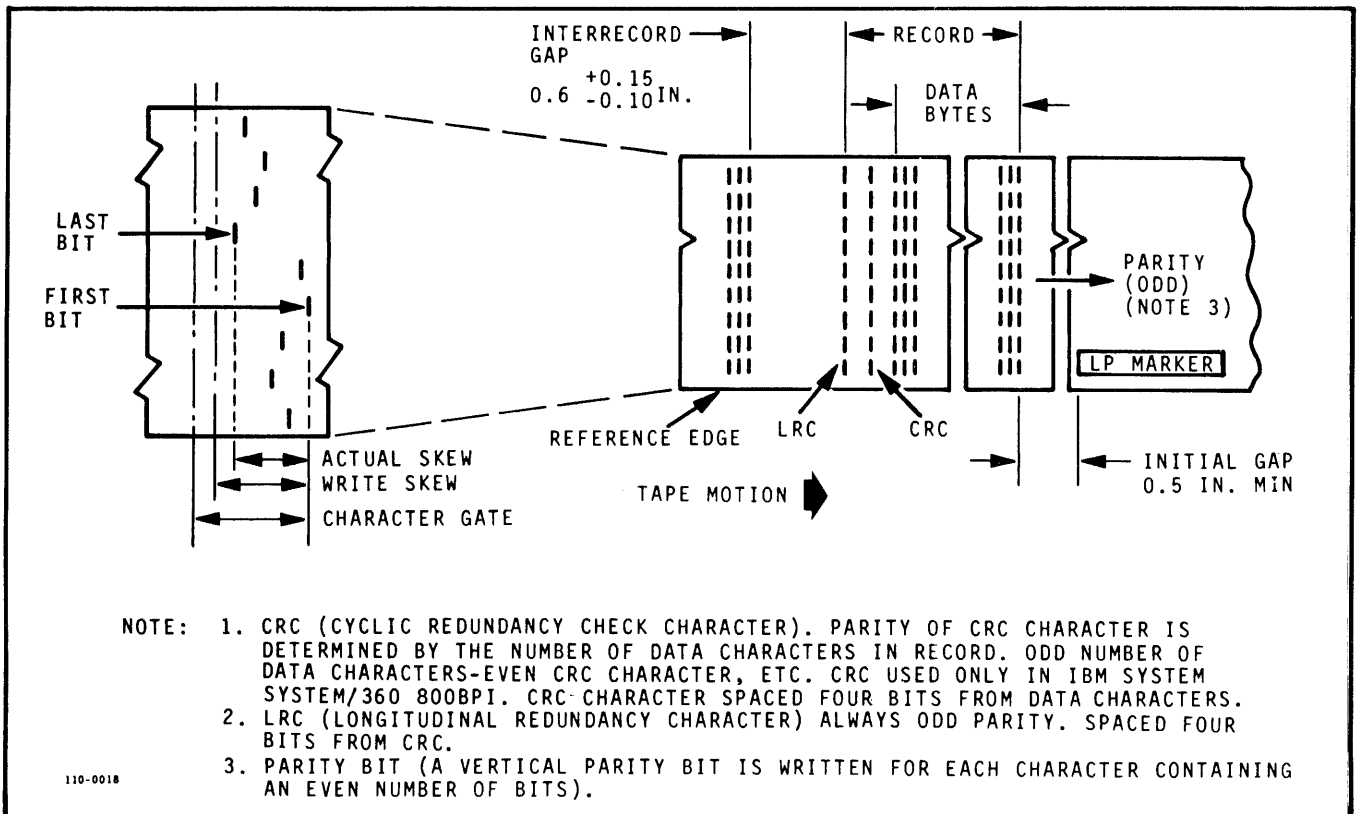 INTERRECORD
GAP
0.6 +0.15 -0.10 IN.
RECORD
DATA
BYTES
LAST
BIT
FIRST
BIT
PARITY
(ODD)
(NOTE 3)
LP MARKER
REFERENCE EDGE
LRC
CRC
ACTUAL SKEW
WRITE SKEW
CHARACTER GATE
TAPE MOTION
INITIAL GAP
0.5 IN. MIN
NOTE: 1. CRC (CYCLIC REDUNDANCY CHECK CHARACTER). PARITY OF CRC CHARACTER IS
DETERMINED BY THE NUMBER OF DATA CHARACTERS IN RECORD. ODD NUMBER OF
DATA CHARACTERS-EVEN CRC CHARACTER, ETC. CRC USED ONLY IN IBM SYSTEM
SYSTEM/360 800BPI. CRC CHARACTER SPACED FOUR BITS FROM DATA CHARACTERS.
2. LRC (LONGITUDINAL REDUNDANCY CHARACTER) ALWAYS ODD PARITY. SPACED FOUR
BITS FROM CRC.
3. PARITY BIT (A VERTICAL PARITY BIT IS WRITTEN FOR EACH CHARACTER CONTAINING
AN EVEN NUMBER OF BITS).
110-0018